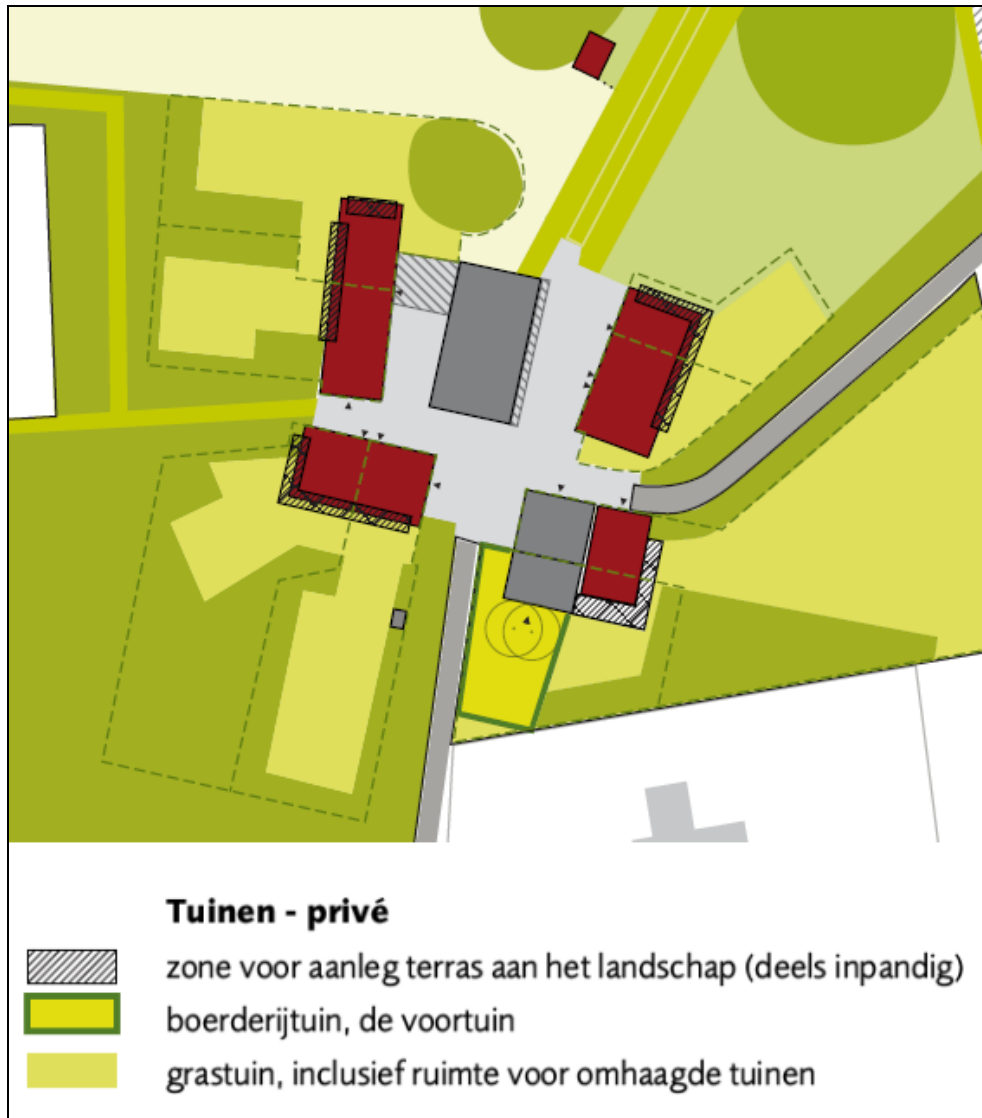 Tuinen - privé
zone voor aanleg terras aan het landschap (deels inpandig)
boerderijtuin, de voortuin
grastuin, inclusief ruimte voor omhaagde tuinen